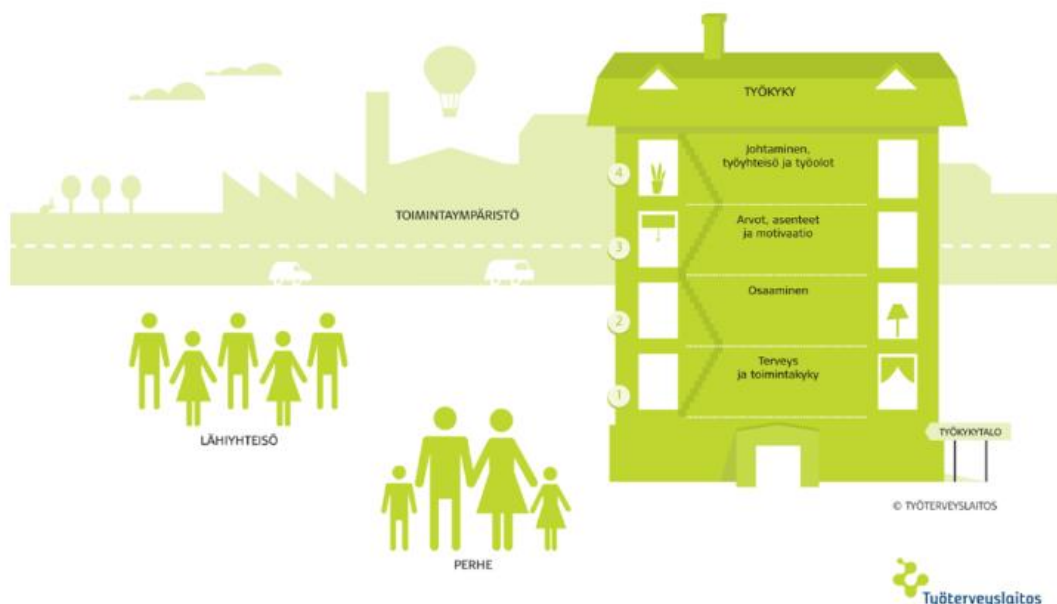 TYÖKYKY
4
Johtaminen,
työyhteisö ja työolot
TOIMINTAYMPÄRISTÖ
3
Arvot, asenteet
ja motivaatio
2
Osaaminen
1
Terveys
ja toimintakyky
LÄHIYHTEISÖ
PERHE
TYÖKYKYTALO
© TYÖTERVEYSLAITOS
Työterveyslaitos